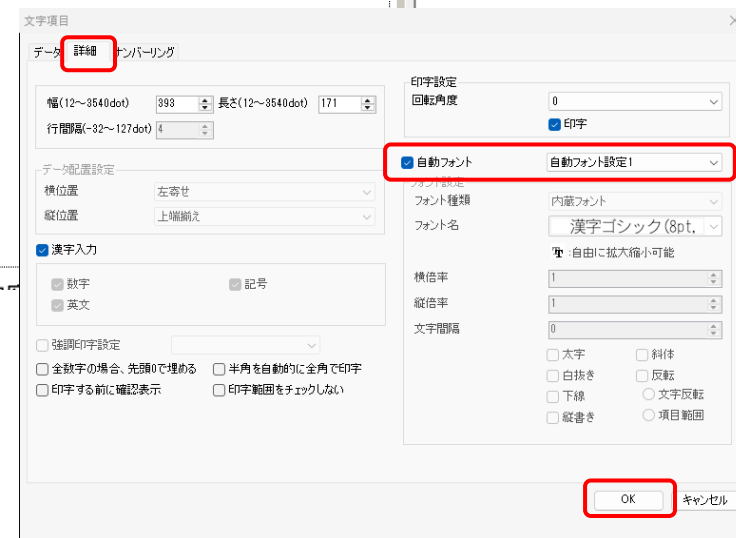 文字項目
データ 詳細 ナンバーリング
幅(12～3540dot) 393 長さ(12～3540dot) 171
行間隔(-32～127dot) 4
データ配置設定
横位置 左寄せ
縦位置 上端揃え
漢字入力
数字 記号
英文
強調印字設定
全数字の場合、先頭0で埋める 半角を自動的に全角で印字
印字する前に確認表示 印字範囲をチェックしない
印字設定
回転角度 0
印字
自動フォント 自動フォント設定1
フォント設定
フォント種類 内蔵フォント
フォント名 漢字ゴシック(8pt,
:自由に拡大縮小可能
横倍率 1
縦倍率 1
文字間隔 0
太字 斜体
白抜き 反転
下線 文字反転
縦書き 項目範囲
OK キャンセル